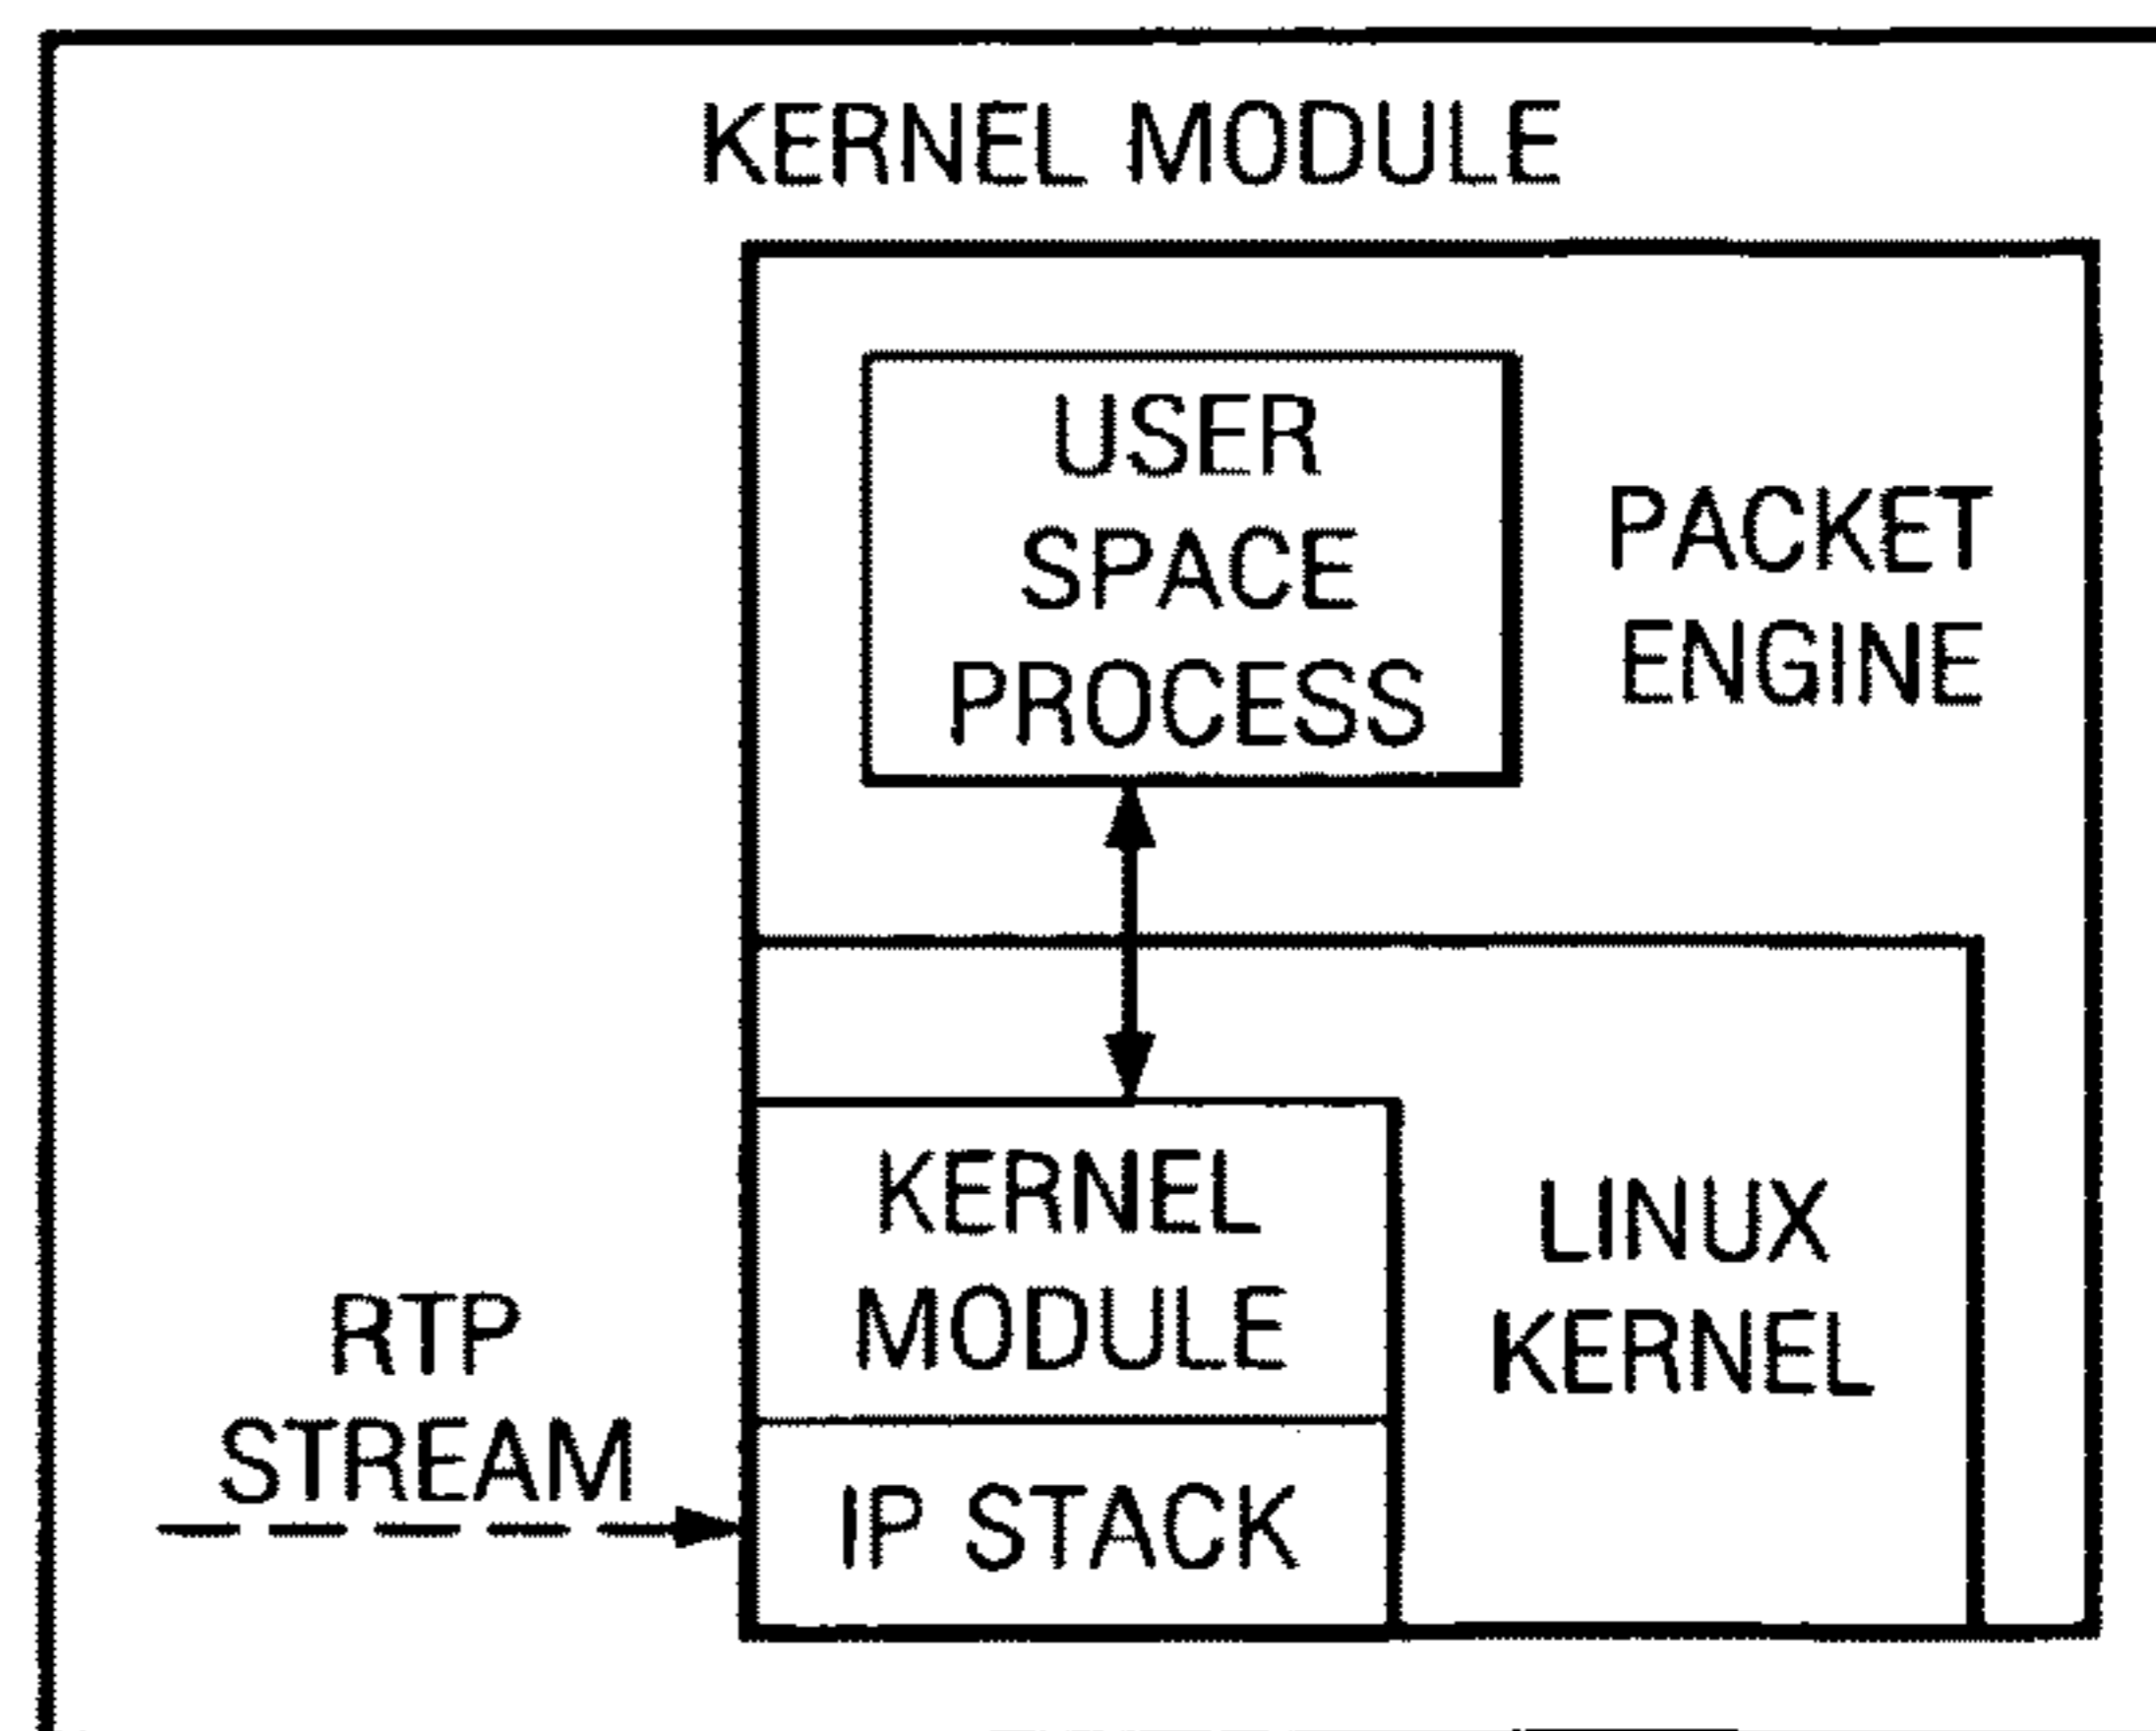 KERNEL MODULE
USER
SPACE
PROCESS
PACKET
ENGINE
KERNEL
MODULE
LINUX
KERNEL
RTP
STREAM
IP STACK